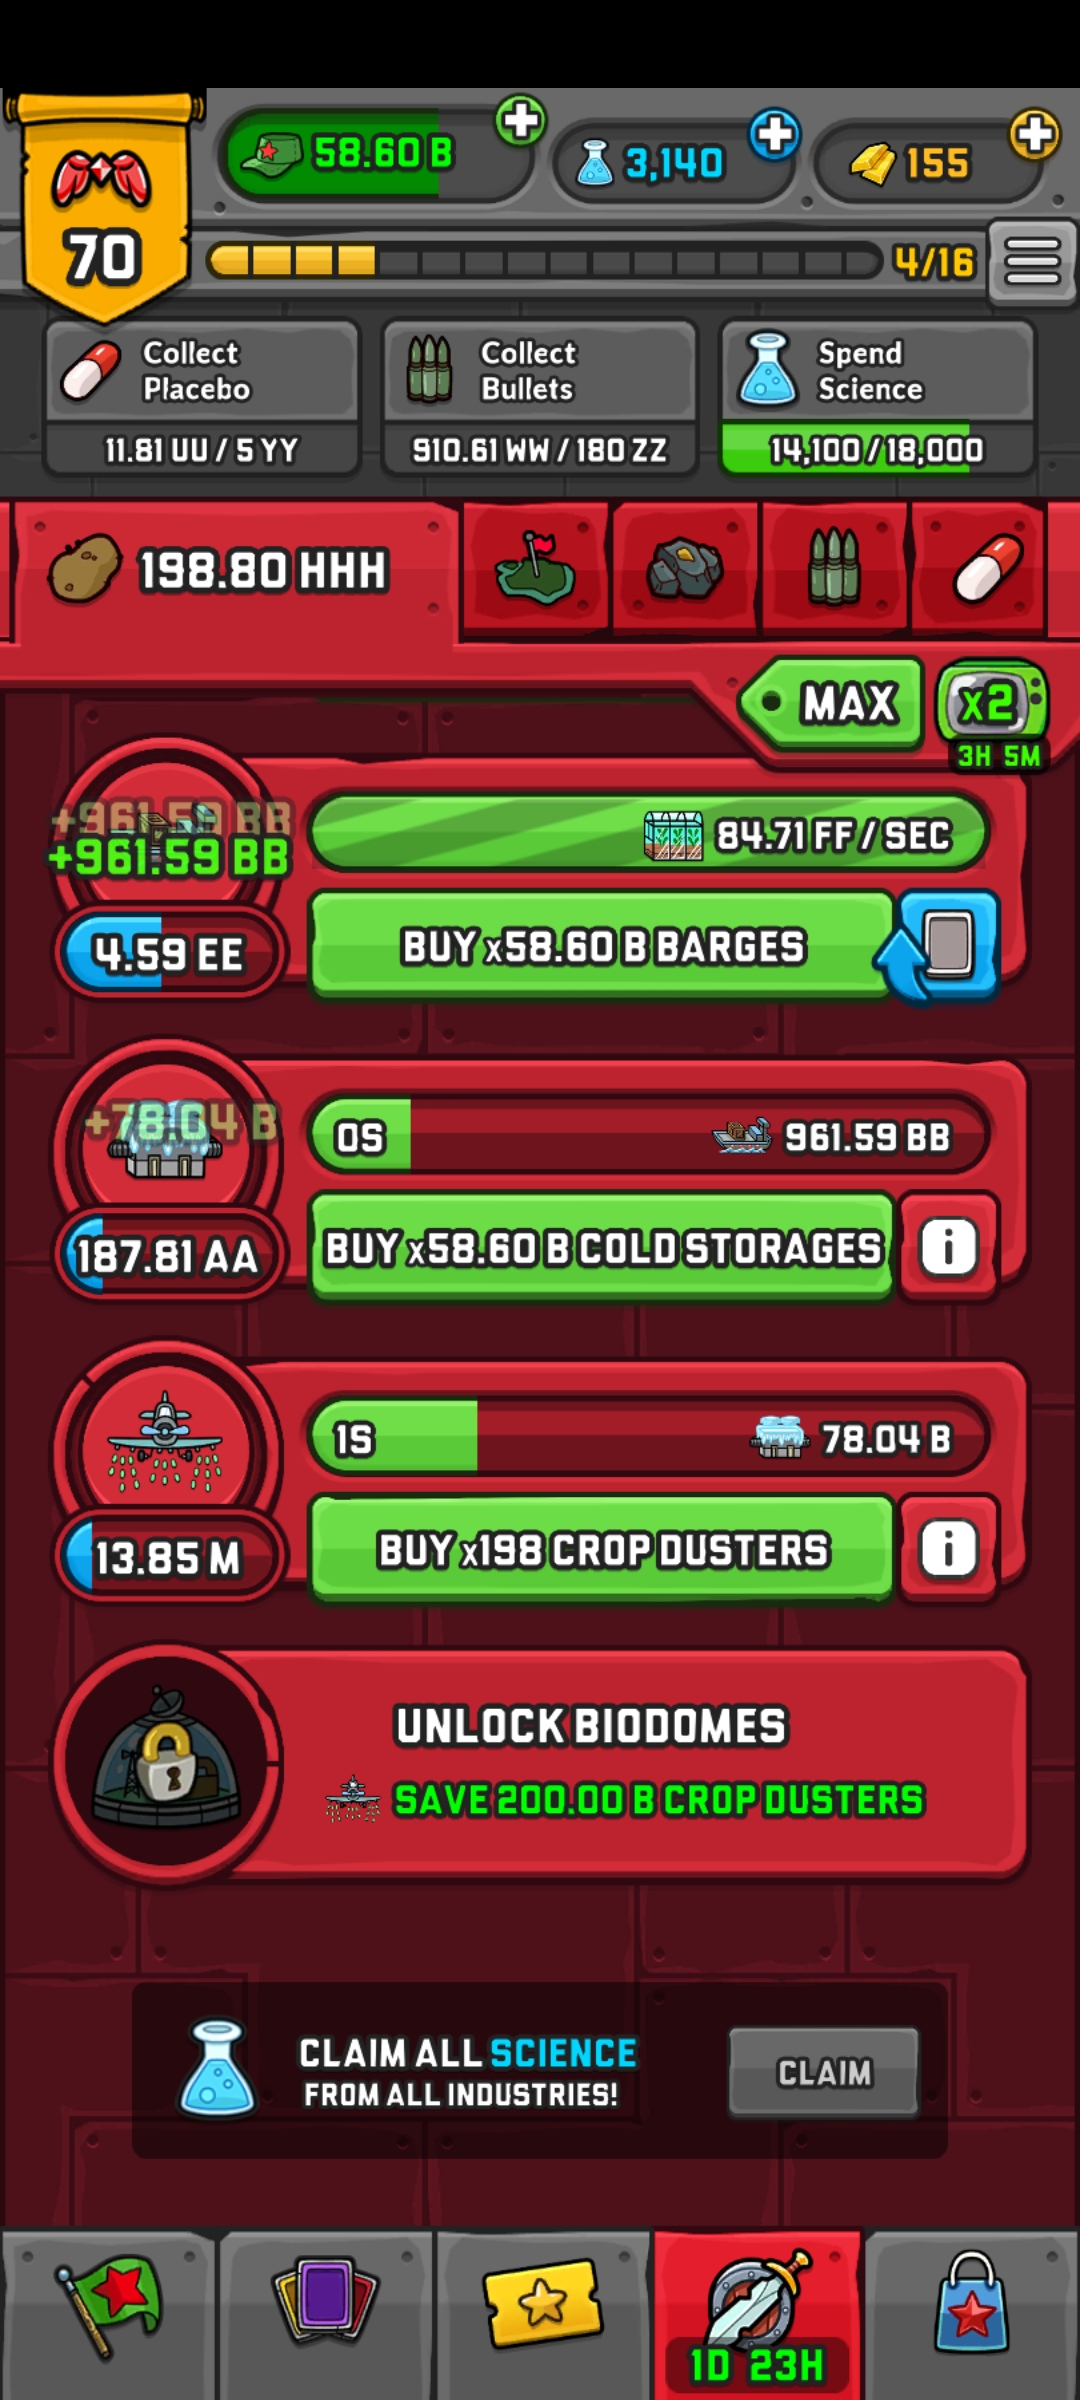 58.60 B
3,140
155
70
4/16
Collect
Placebo
11.81 UU / 5 YY
Collect
Bullets
910.61 WW / 180 ZZ
Spend
Science
14,100 / 18,000
198.80 HHH
MAX
x2
3H 5M
+961.59 BB
+961.59 BB
84.71 FF / SEC
4.59 EE
BUY x58.60 B BARGES
+78.04 B
0S
961.59 BB
187.81 AA
BUY x58.60 B COLD STORAGES
i
1S
78.04 B
13.85 M
BUY x198 CROP DUSTERS
i
UNLOCK BIODOMES
SAVE 200.00 B CROP DUSTERS
CLAIM ALL SCIENCE
FROM ALL INDUSTRIES!
CLAIM
1D 23H